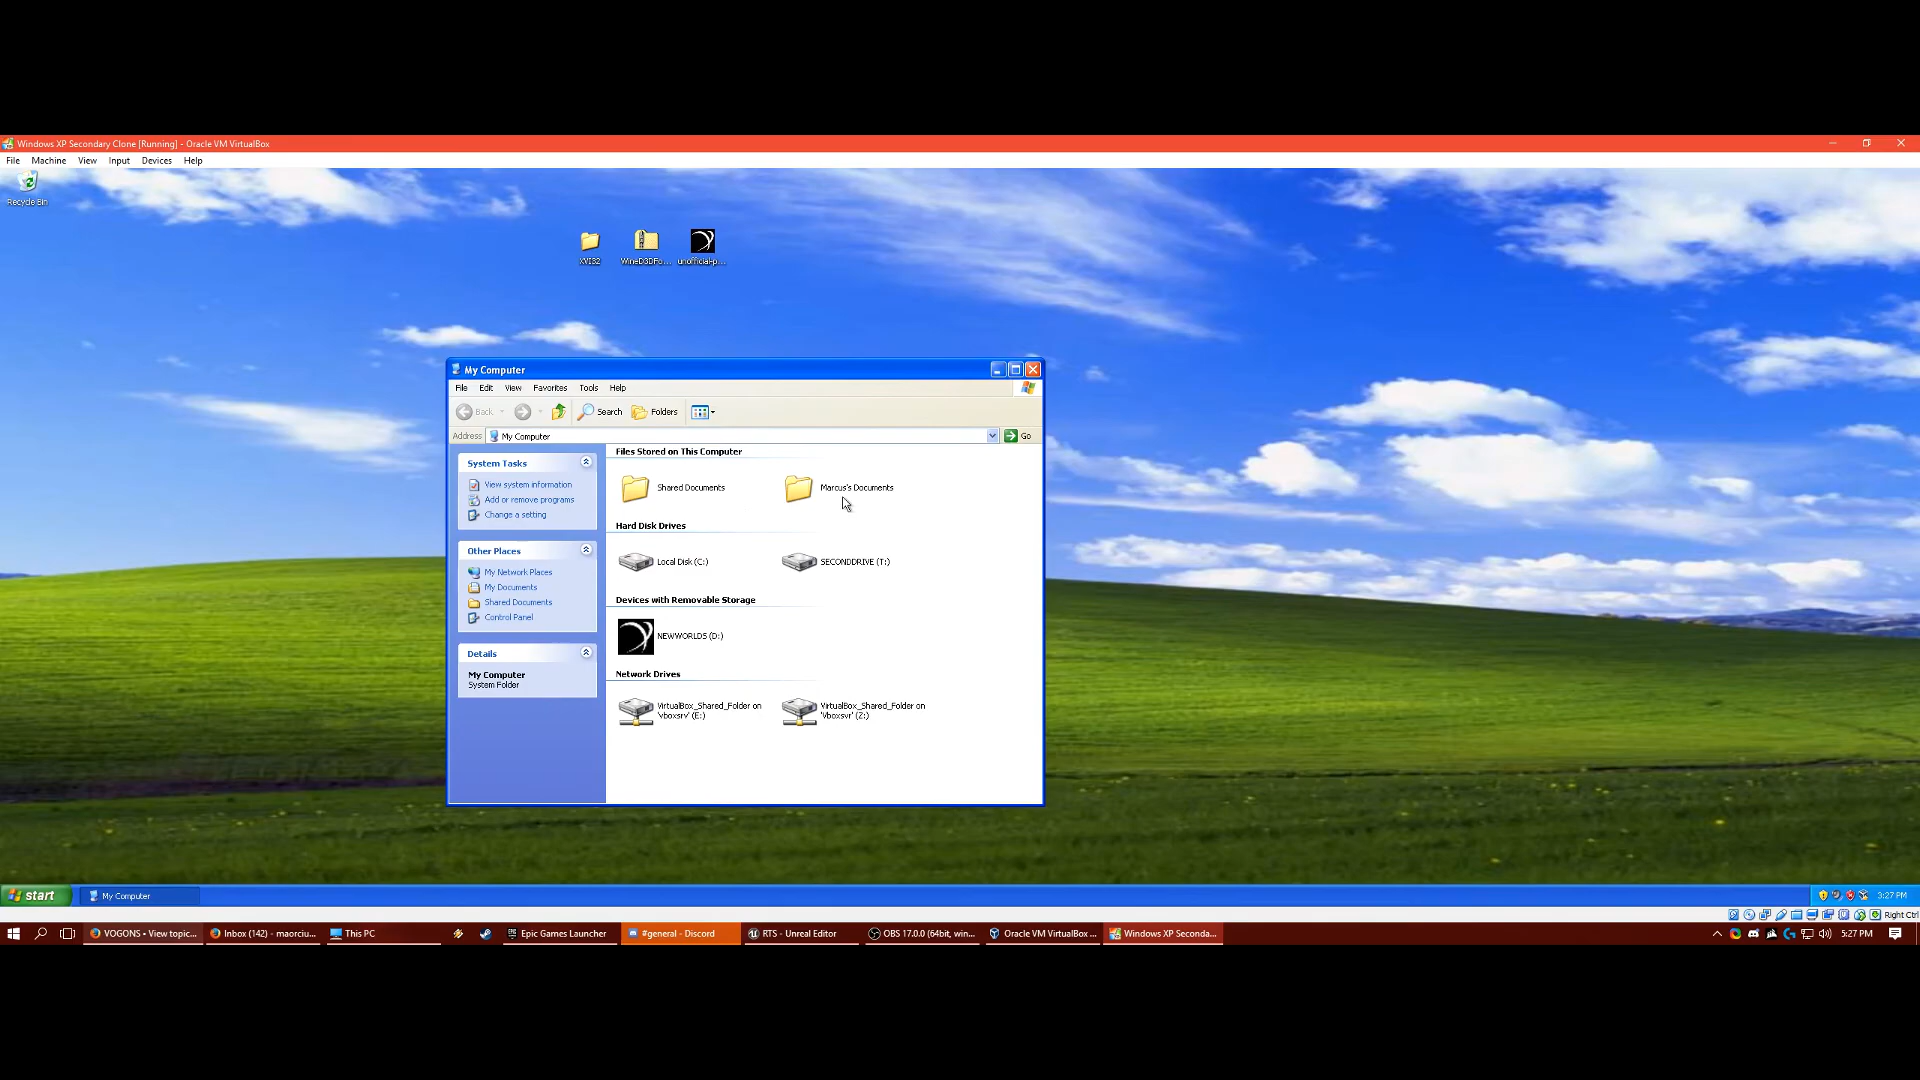 Windows XP Secondary Clone [Running] - Oracle VM VirtualBox
File Machine View Input Devices Help
Recycle Bin
XVI32
WineD3DFo...
unofficial-p...
My Computer
File Edit View Favorites Tools Help
Back
Search
Folders
Address
My Computer
Go
System Tasks
View system information
Add or remove programs
Change a setting
Other Places
My Network Places
My Documents
Shared Documents
Control Panel
Details
My Computer
System Folder
Files Stored on This Computer
Shared Documents
Marcus's Documents
Hard Disk Drives
Local Disk (C:)
SECONDDRIVE (T:)
Devices with Removable Storage
NEWWORLDS (D:)
Network Drives
VirtualBox_Shared_Folder on
'Vboxsrv' (E:)
VirtualBox_Shared_Folder on
'Vboxsvr' (Z:)
start
My Computer
3:27 PM
Right Ctrl
VOGONS • View topic...
Inbox (142) - maorciu...
This PC
Epic Games Launcher
#general - Discord
RTS - Unreal Editor
OBS 17.0.0 (64bit, win...
Oracle VM VirtualBox ...
Windows XP Seconda...
5:27 PM